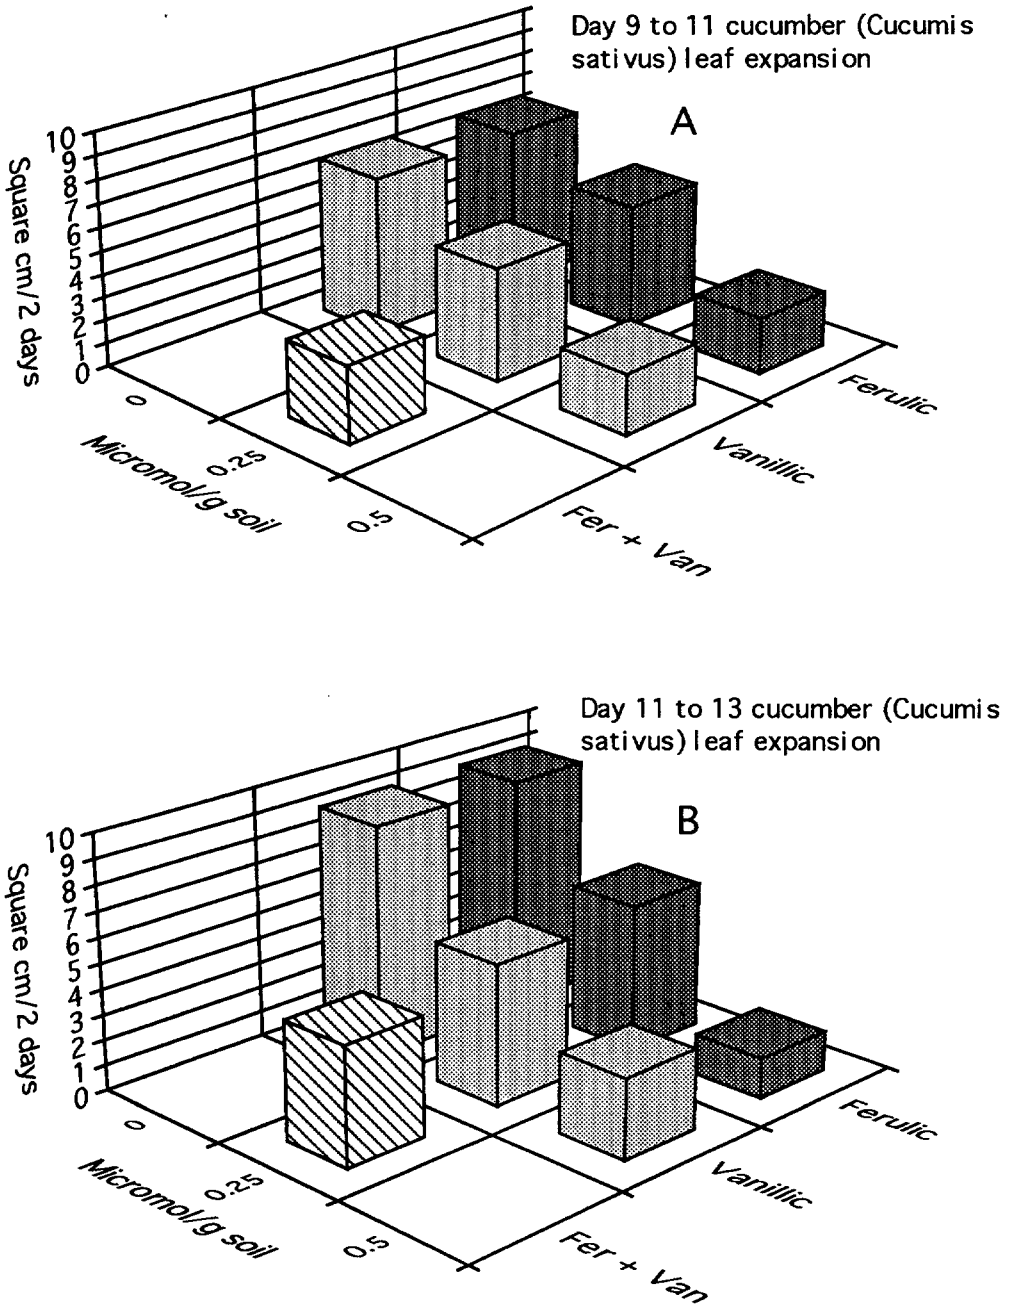 Day 9 to 11 cucumber (Cucumis
sativus) leaf expansion
A
10
9
8
7
6
5
4
3
2
1
0
Square cm/2 days
0
0.25
0.5
Micromol/g soil
Ferulic
Vanillic
Fer + Van
Day 11 to 13 cucumber (Cucumis
sativus) leaf expansion
B
10
9
8
7
6
5
4
3
2
1
0
Square cm/2 days
0
0.25
0.5
Micromol/g soil
Ferulic
Vanillic
Fer + Van